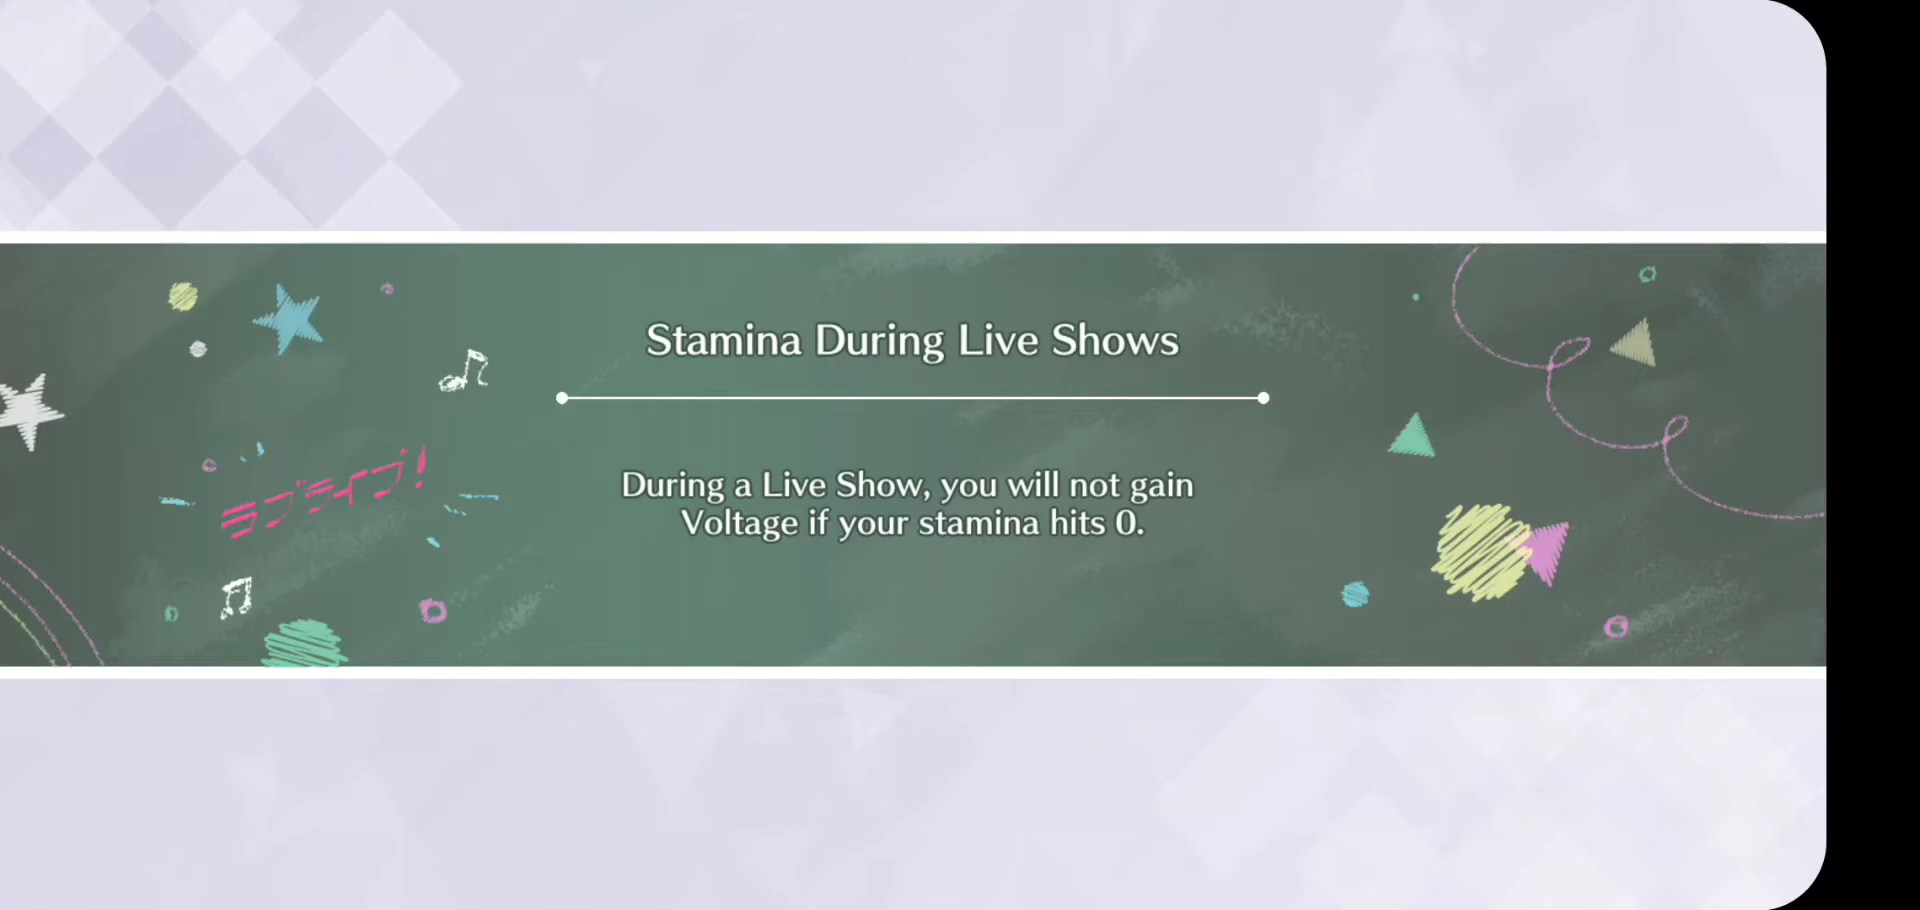 Stamina During Live Shows
ラブライブ!
During a Live Show, you will not gain
Voltage if your stamina hits 0.